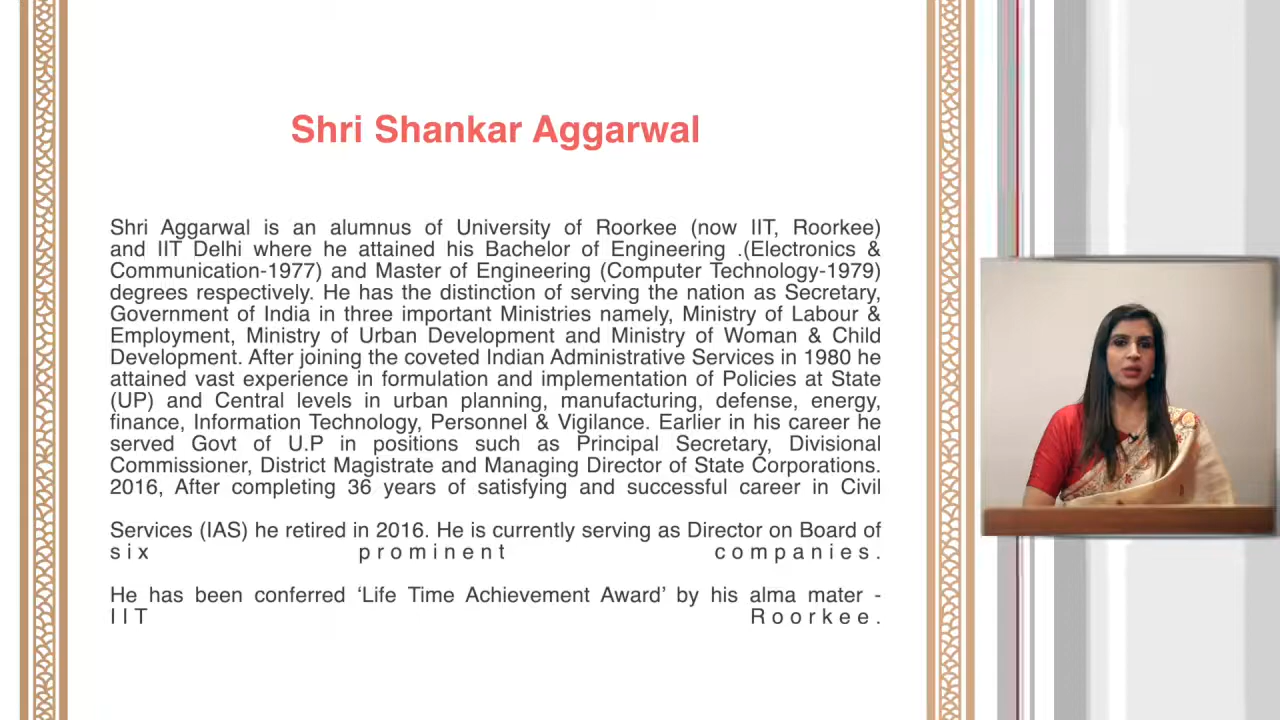 Shri Shankar Aggarwal
Shri Aggarwal is an alumnus of University of Roorkee (now IIT, Roorkee)
and IIT Delhi where he attained his Bachelor of Engineering .(Electronics &
Communication-1977) and Master of Engineering (Computer Technology-1979)
degrees respectively. He has the distinction of serving the nation as Secretary,
Government of India in three important Ministries namely, Ministry of Labour &
Employment, Ministry of Urban Development and Ministry of Woman & Child
Development. After joining the coveted Indian Administrative Services in 1980 he
attained vast experience in formulation and implementation of Policies at State
(UP) and Central levels in urban planning, manufacturing, defense, energy,
finance, Information Technology, Personnel & Vigilance. Earlier in his career he
served Govt of U.P in positions such as Principal Secretary, Divisional
Commissioner, District Magistrate and Managing Director of State Corporations.
2016, After completing 36 years of satisfying and successful career in Civil
Services (IAS) he retired in 2016. He is currently serving as Director on Board of
six prominent companies.
He has been conferred ‘Life Time Achievement Award’ by his alma mater -
IIT Roorkee.